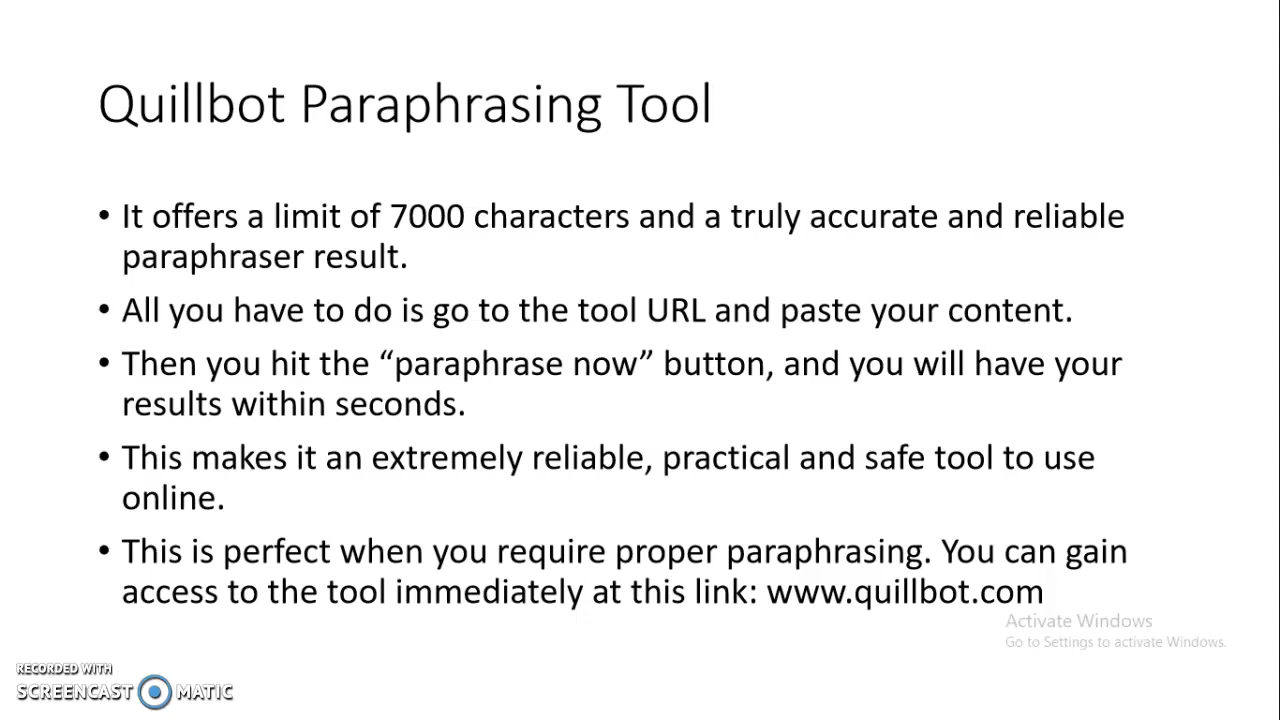 Quillbot Paraphrasing Tool
• It offers a limit of 7000 characters and a truly accurate and reliable
paraphraser result.
• All you have to do is go to the tool URL and paste your content.
• Then you hit the “paraphrase now” button, and you will have your
results within seconds.
• This makes it an extremely reliable, practical and safe tool to use
online.
• This is perfect when you require proper paraphrasing. You can gain
access to the tool immediately at this link: www.quillbot.com
Activate Windows
Go to Settings to activate Windows.
RECORDED WITH
SCREENCAST MATIC